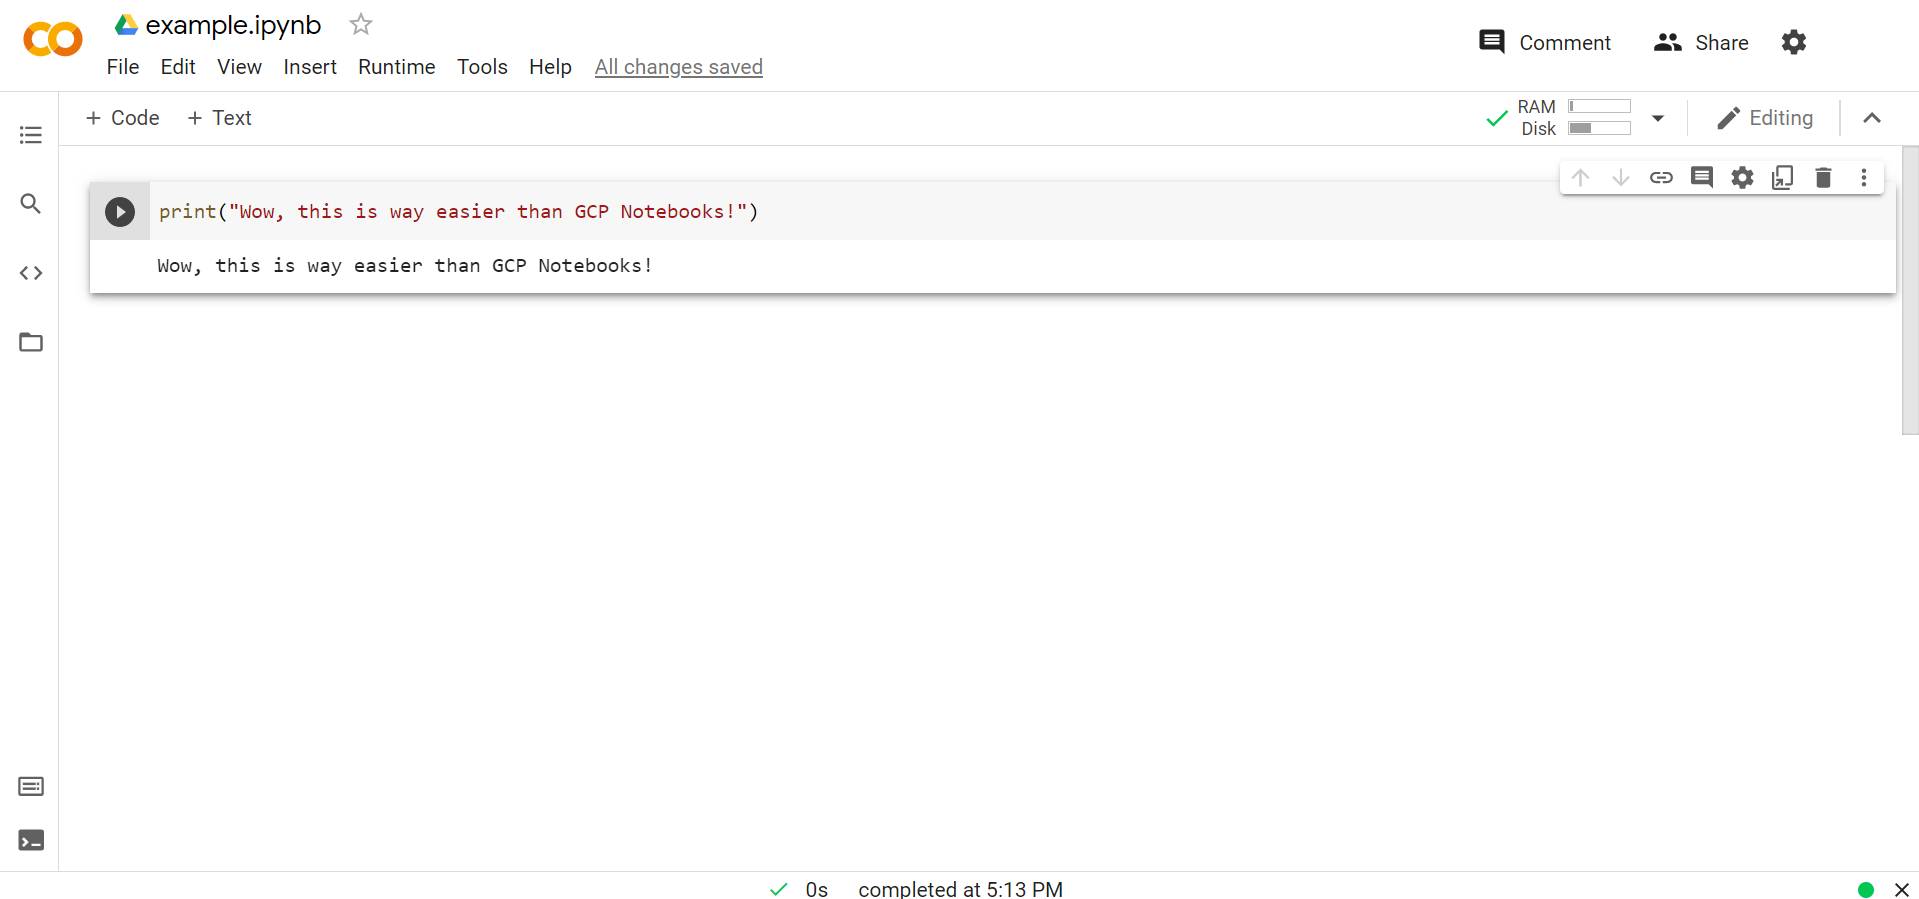 example.ipynb
File Edit View Insert Runtime Tools Help All changes saved
Comment Share
+ Code + Text
RAM
Disk
Editing
print("Wow, this is way easier than GCP Notebooks!")
Wow, this is way easier than GCP Notebooks!
0s completed at 5:13 PM